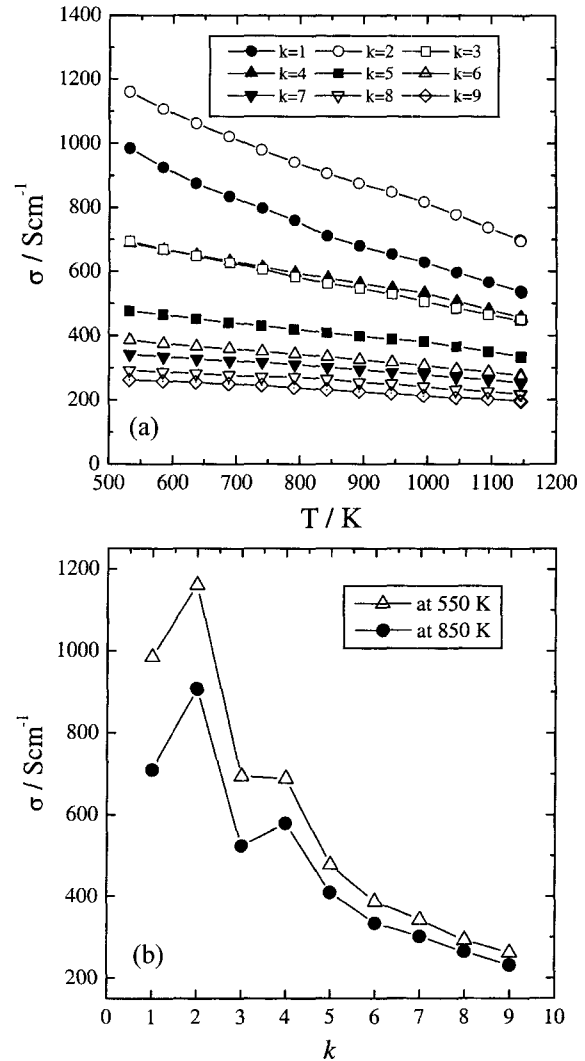 1400
1200
1000
800
600
400
200
0
σ / Scm⁻¹
k=1 k=2 k=3
k=4 k=5 k=6
k=7 k=8 k=9
(a)
500 600 700 800 900 1000 1100 1200
T / K
1200
1000
800
600
400
200
σ / Scm⁻¹
at 550 K
at 850 K
(b)
0 1 2 3 4 5 6 7 8 9 10
k